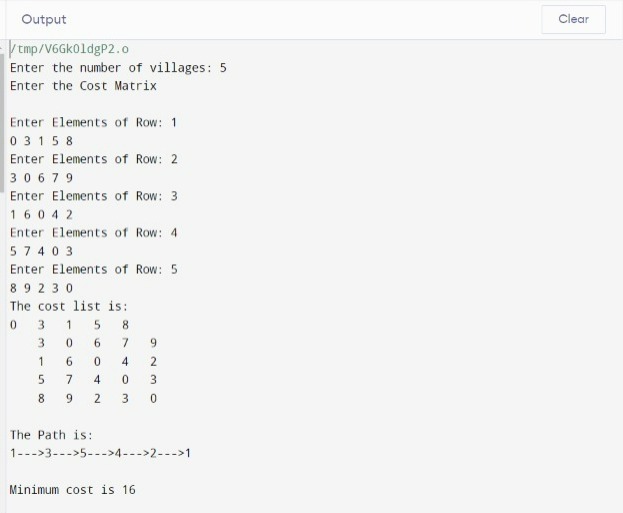 Output
Clear
/tmp/V6GkOldgP2.o
Enter the number of villages: 5
Enter the Cost Matrix
Enter Elements of Row: 1
0 3 1 5 8
Enter Elements of Row: 2
3 0 6 7 9
Enter Elements of Row: 3
1 6 0 4 2
Enter Elements of Row: 4
5 7 4 0 3
Enter Elements of Row: 5
8 9 2 3 0
The cost list is:
0 3 1 5 8
3 0 6 7 9
1 6 0 4 2
5 7 4 0 3
8 9 2 3 0
The Path is:
1--->3--->5--->4--->2--->1
Minimum cost is 16